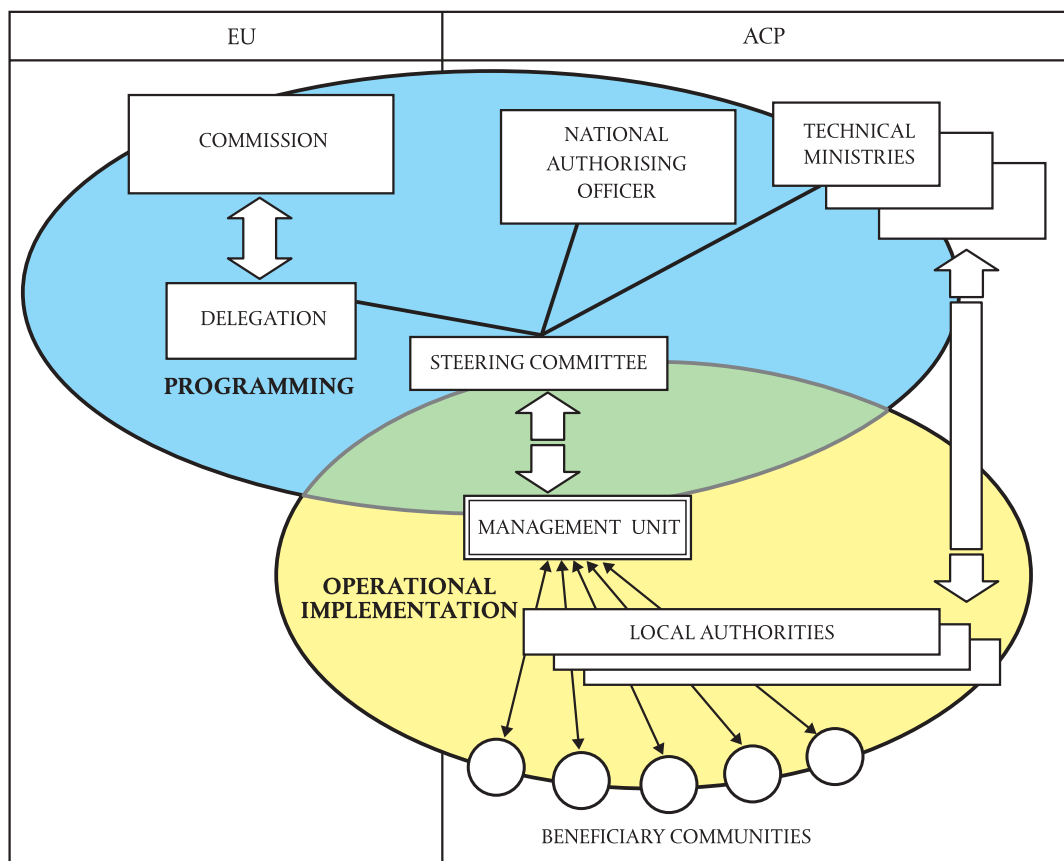 EU
ACP
COMMISSION
NATIONAL
AUTHORISING
OFFICER
TECHNICAL
MINISTRIES
DELEGATION
STEERING COMMITTEE
PROGRAMMING
MANAGEMENT UNIT
OPERATIONAL
IMPLEMENTATION
LOCAL AUTHORITIES
BENEFICIARY COMMUNITIES